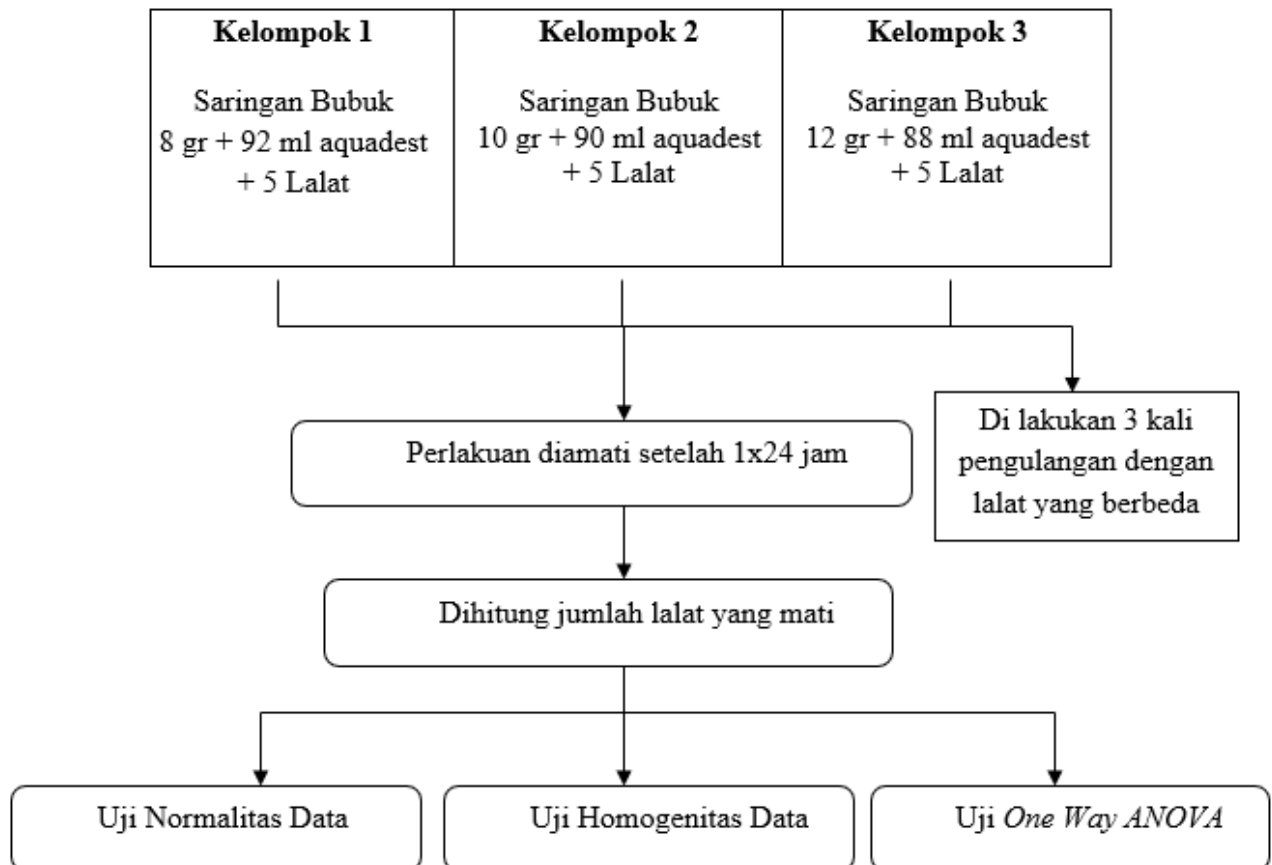 Kelompok 1
Saringan Bubuk
8 gr + 92 ml aquadest
+ 5 Lalat
Kelompok 2
Saringan Bubuk
10 gr + 90 ml aquadest
+ 5 Lalat
Kelompok 3
Saringan Bubuk
12 gr + 88 ml aquadest
+ 5 Lalat
Perlakuan diamati setelah 1x24 jam
Di lakukan 3 kali
pengulangan dengan
lalat yang berbeda
Dihitung jumlah lalat yang mati
Uji Normalitas Data
Uji Homogenitas Data
Uji One Way ANOVA